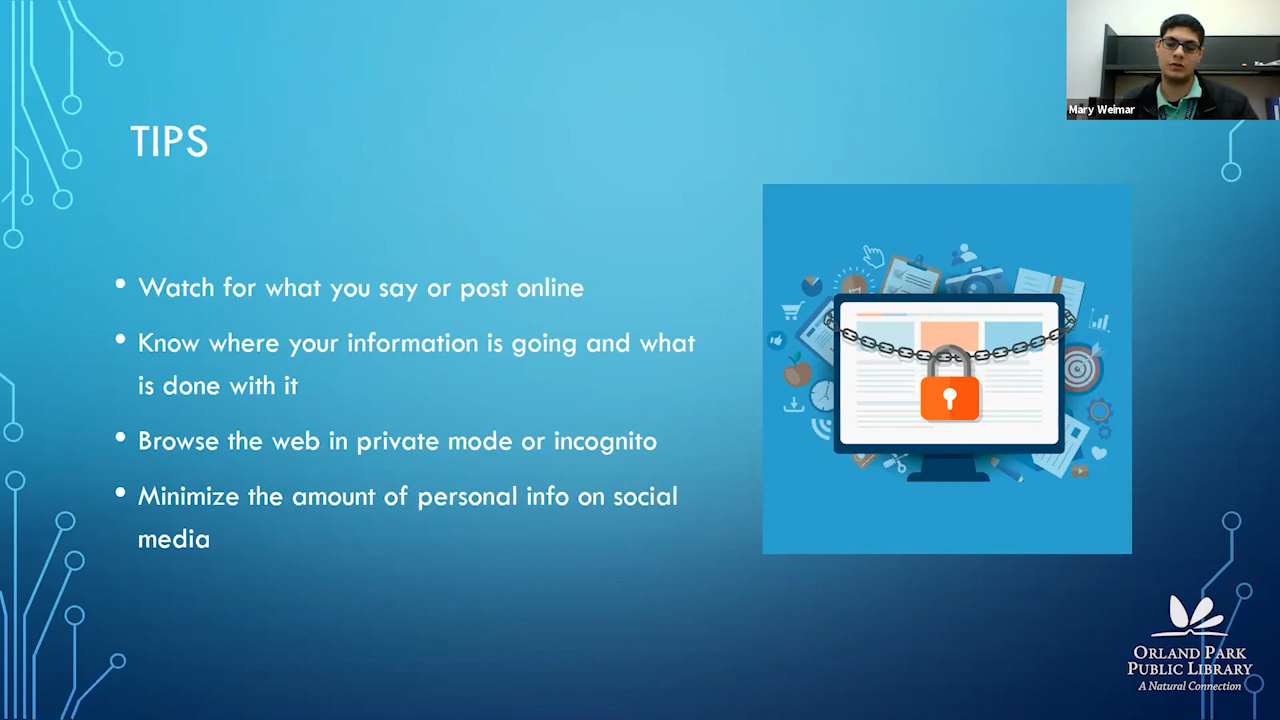 Mary Weimar
TIPS
• Watch for what you say or post online
• Know where your information is going and what
is done with it
• Browse the web in private mode or incognito
• Minimize the amount of personal info on social
media
ORLAND PARK
PUBLIC LIBRARY
A Natural Connection